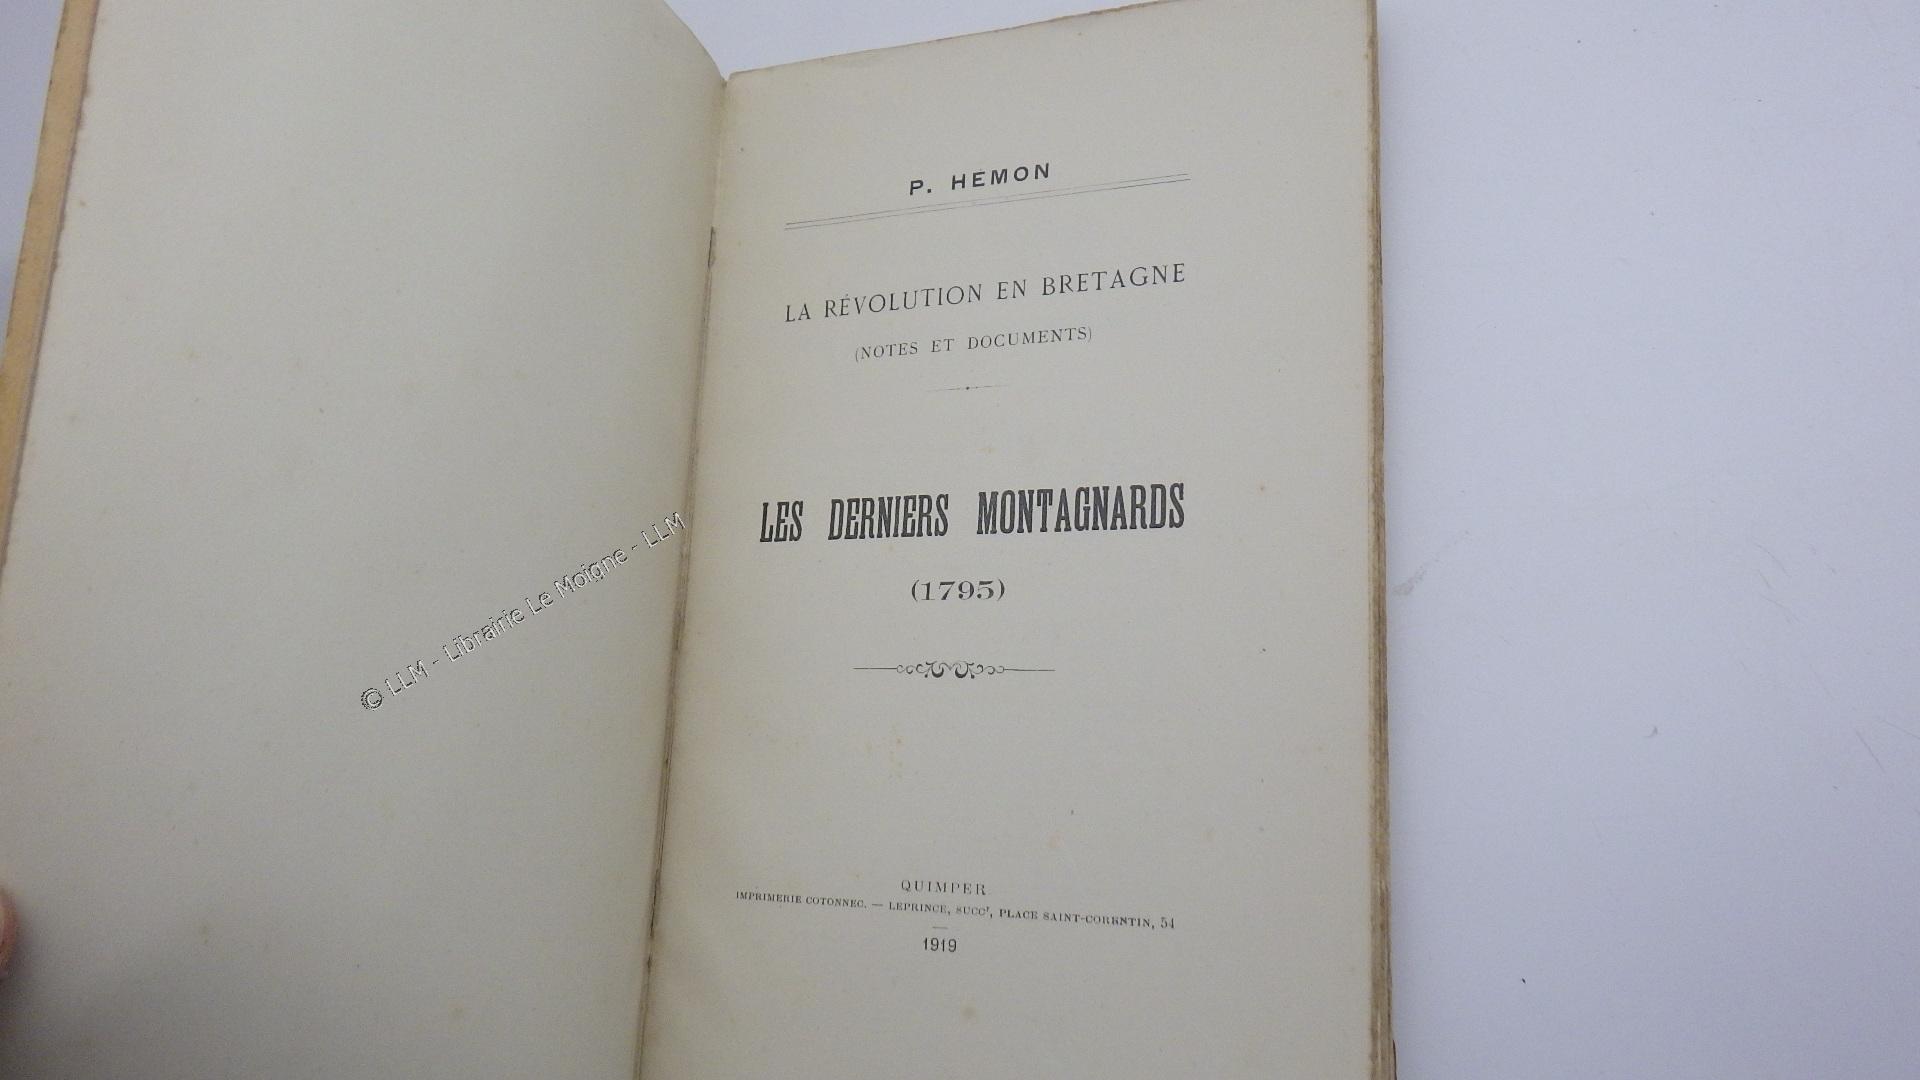 P. HÉMON
LA RÉVOLUTION EN BRETAGNE
(NOTES ET DOCUMENTS)
LES DERNIERS MONTAGNARDS
(1795)
QUIMPER
IMPRIMERIE COTONNEC. — LEPRINCE, SUCCr, PLACE SAINT-CORENTIN, 54
1919
© LLM - Librairie Le Moigne - LLM